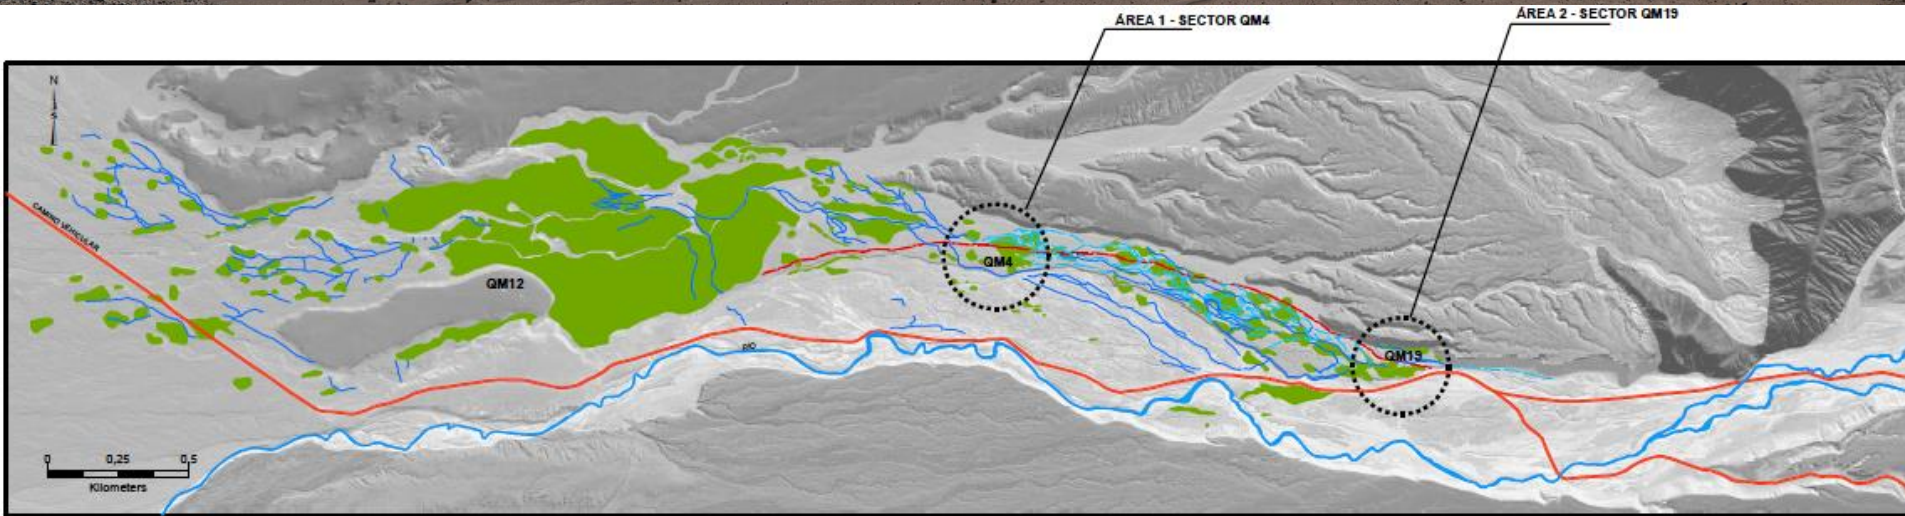 ÁREA 1 - SECTOR QM4
ÁREA 2 - SECTOR QM19
N
S
CAMINO VEHICULAR
QM12
QM4
QM19
RIO
0 0,25 0,5
Kilometers